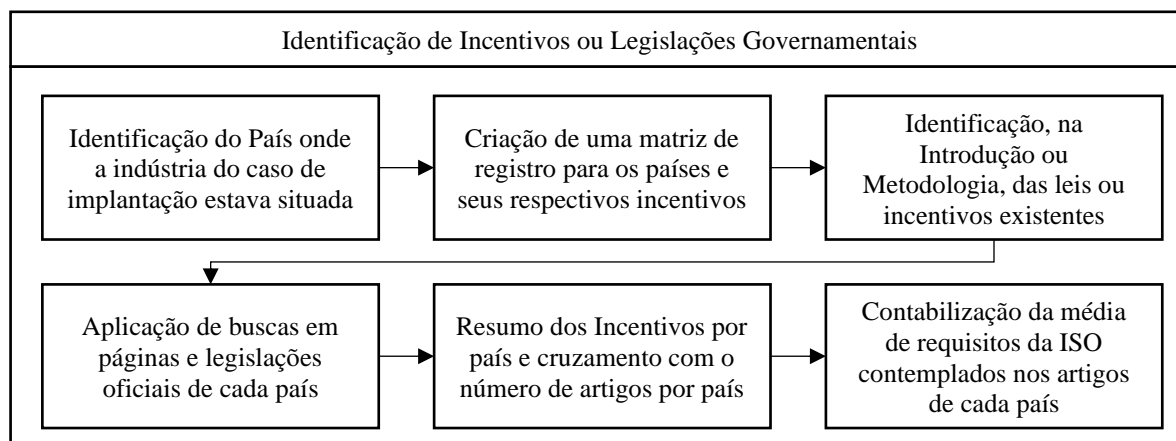 Identificação de Incentivos ou Legislações Governamentais
Identificação do País onde
a indústria do caso de
implantação estava situada
Criação de uma matriz de
registro para os países e
seus respectivos incentivos
Identificação, na
Introdução ou
Metodologia, das leis ou
incentivos existentes
Aplicação de buscas em
páginas e legislações
oficiais de cada país
Resumo dos Incentivos por
país e cruzamento com o
número de artigos por país
Contabilização da média
de requisitos da ISO
contemplados nos artigos
de cada país